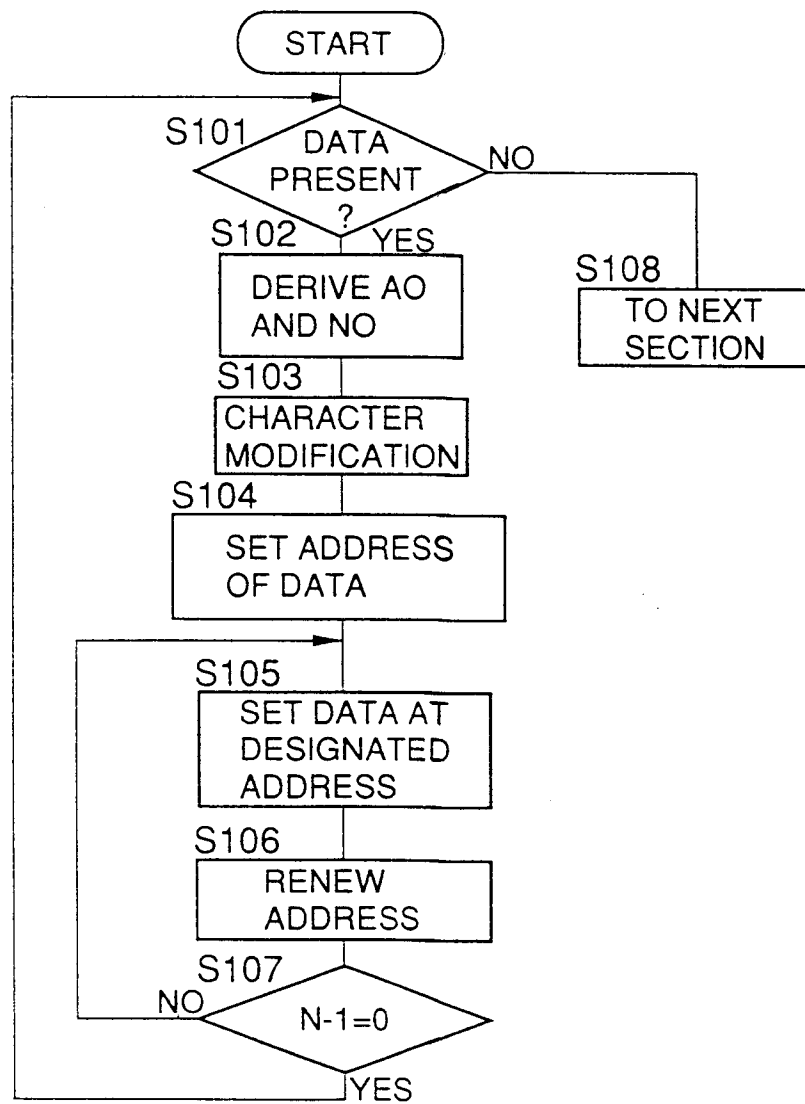 START
S101
DATA
PRESENT
?
NO
YES
S102
DERIVE AO
AND NO
S108
TO NEXT
SECTION
S103
CHARACTER
MODIFICATION
S104
SET ADDRESS
OF DATA
S105
SET DATA AT
DESIGNATED
ADDRESS
S106
RENEW
ADDRESS
S107
NO
N-1=0
YES